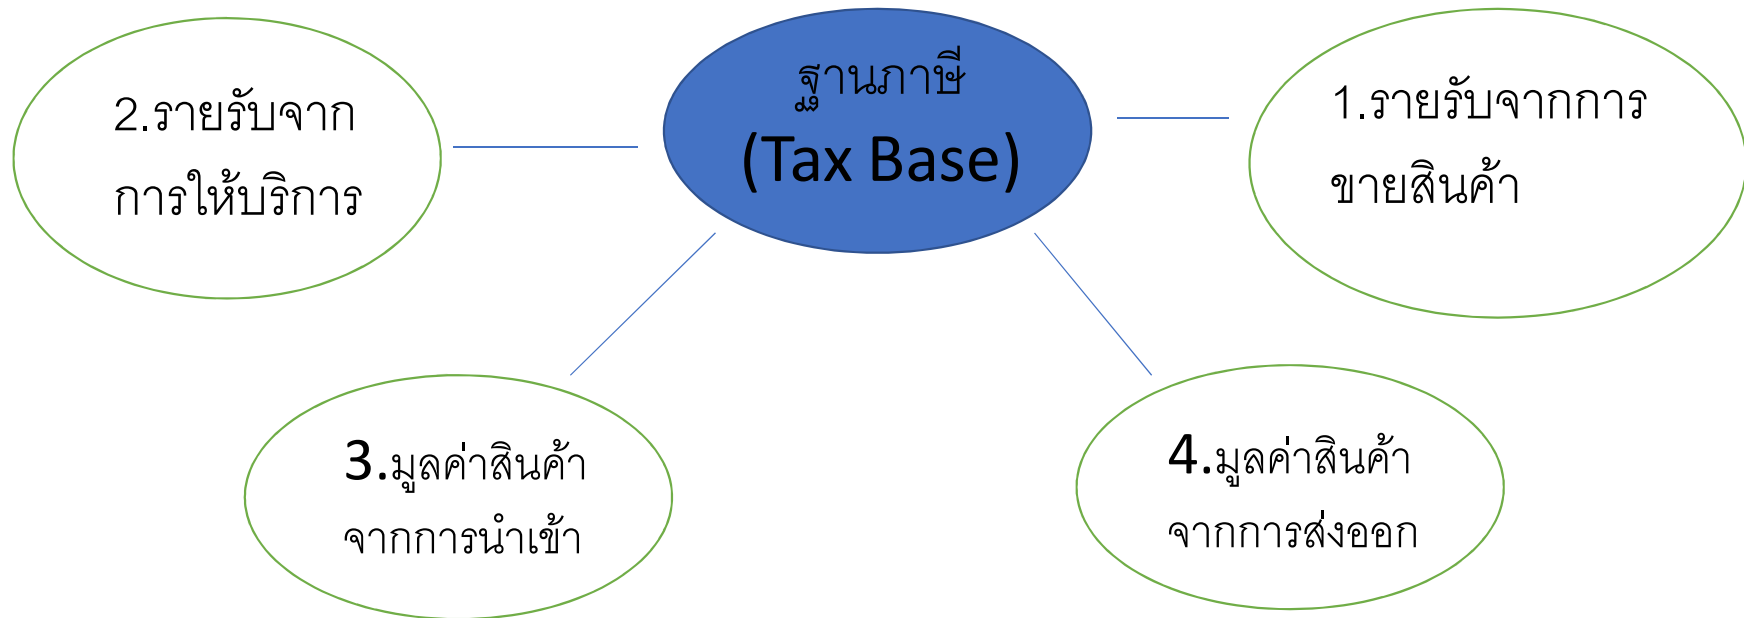 ฐานภาษี
(Tax Base)
1.รายรับจากการ
ขายสินค้า
2.รายรับจาก
การให้บริการ
3.มูลค่าสินค้า
จากการนำเข้า
4.มูลค่าสินค้า
จากการส่งออก